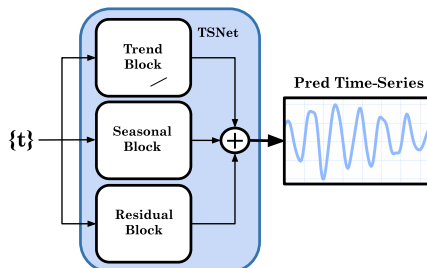 TSNet
Trend
Block
Pred Time-Series
{t}
Seasonal
Block
+
Residual
Block